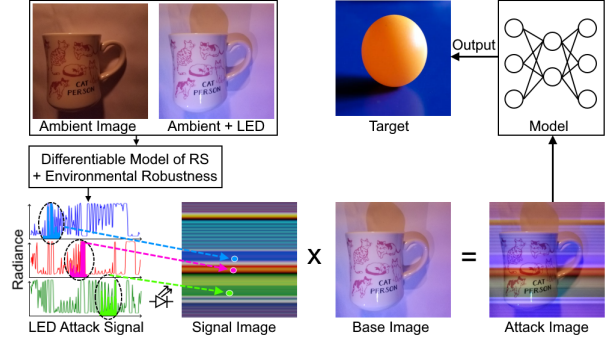 CAT
PERSON
CAT
PERSON
Ambient Image
Ambient + LED
Target
Output
Model
Differentiable Model of RS
+ Environmental Robustness
Radiance
LED Attack Signal
Signal Image
X
CAT
PERSON
Base Image
=
CAT
PERSON
Attack Image